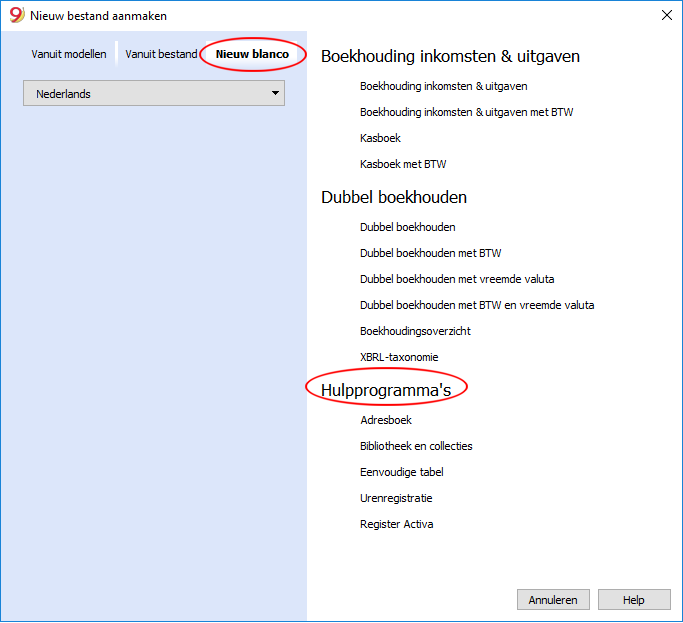 Nieuw bestand aanmaken
Vanuit modellen Vanuit bestand Nieuw blanco
Nederlands
Boekhouding inkomsten & uitgaven
Boekhouding inkomsten & uitgaven
Boekhouding inkomsten & uitgaven met BTW
Kasboek
Kasboek met BTW
Dubbel boekhouden
Dubbel boekhouden
Dubbel boekhouden met BTW
Dubbel boekhouden met vreemde valuta
Dubbel boekhouden met BTW en vreemde valuta
Boekhoudingsoverzicht
XBRL-taxonomie
Hulpprogramma's
Adresboek
Bibliotheek en collecties
Eenvoudige tabel
Urenregistratie
Register Activa
Annuleren Help